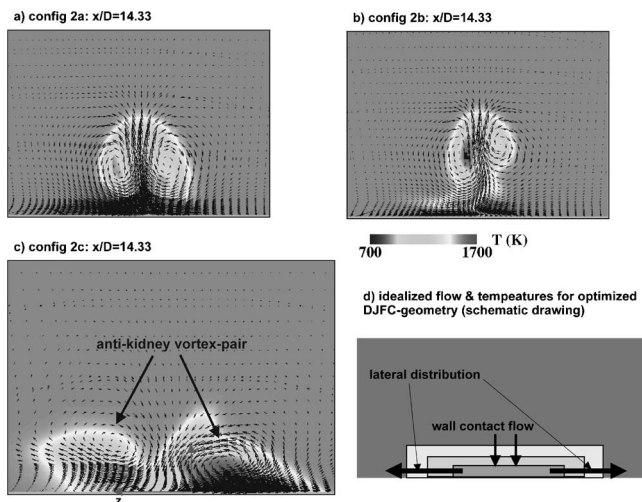 a) config 2a: x/D=14.33
b) config 2b: x/D=14.33
T (K)
700 1700
c) config 2c: x/D=14.33
anti-kidney vortex-pair
z
d) idealized flow & tempeatures for optimized
DJFC-geometry (schematic drawing)
lateral distribution
wall contact flow